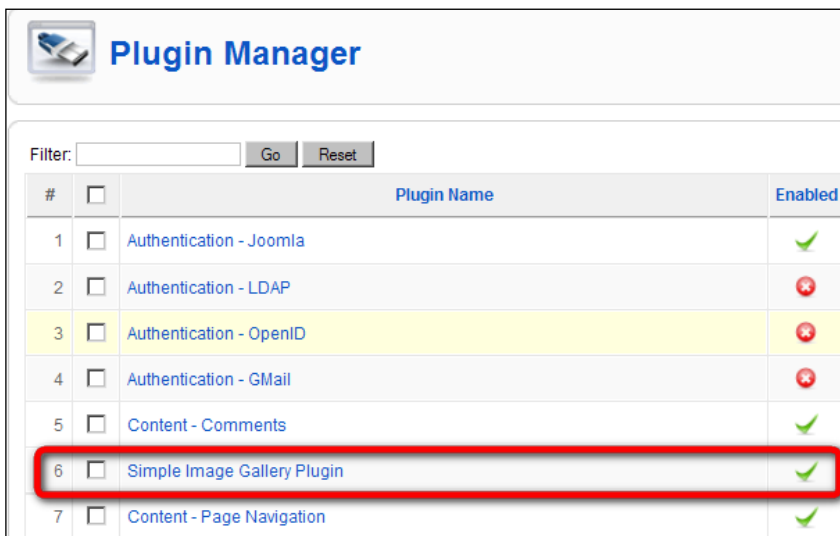 Plugin Manager
Filter: Go Reset
# Plugin Name Enabled
1 Authentication - Joomla
2 Authentication - LDAP
3 Authentication - OpenID
4 Authentication - GMail
5 Content - Comments
6 Simple Image Gallery Plugin
7 Content - Page Navigation